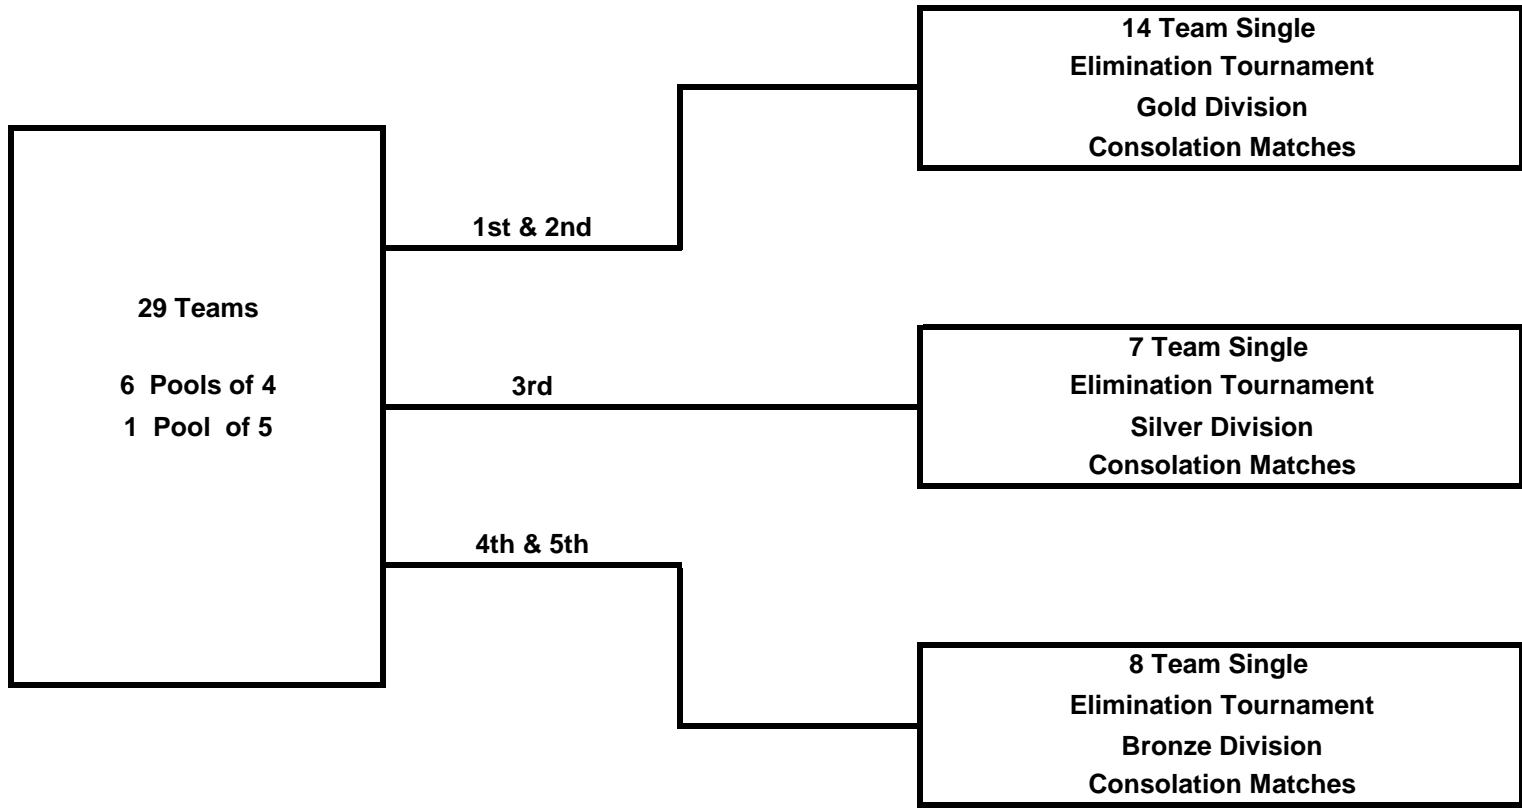 29 Teams
6 Pools of 4
1 Pool of 5
1st & 2nd
3rd
4th & 5th
14 Team Single
Elimination Tournament
Gold Division
Consolation Matches
7 Team Single
Elimination Tournament
Silver Division
Consolation Matches
8 Team Single
Elimination Tournament
Bronze Division
Consolation Matches